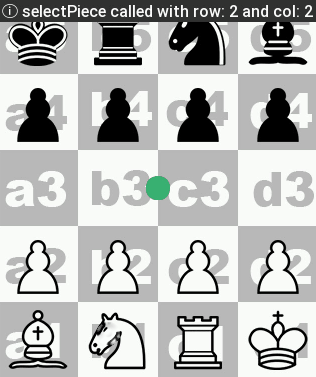 ⓘ selectPiece called with row: 2 and col: 2
a4 b4 c4 d4
a3 b3 c3 d3
a2 b2 c2 d2